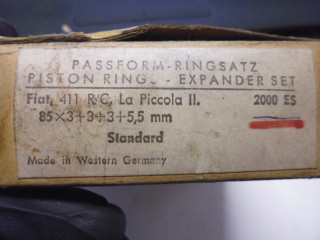 PASSFORM-RINGSATZ
PISTON RINGS - EXPANDER SET
Fiat, 411 R/C, La Piccola II. 2000 ES
85×3+3+3+5,5 mm
Standard
Made in Western Germany